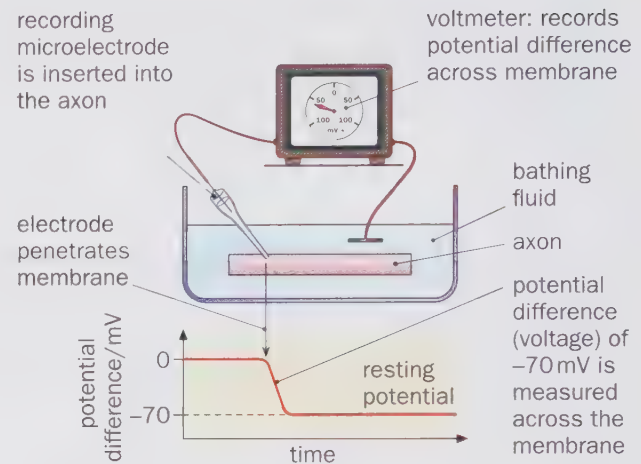 recording
microelectrode
is inserted into
the axon
voltmeter: records
potential difference
across membrane
0
50 50
100 100
mV
bathing
fluid
axon
electrode
penetrates
membrane
potential
difference
(voltage) of
–70 mV is
measured
across the
membrane
potential
difference/mV
0
–70
resting
potential
time